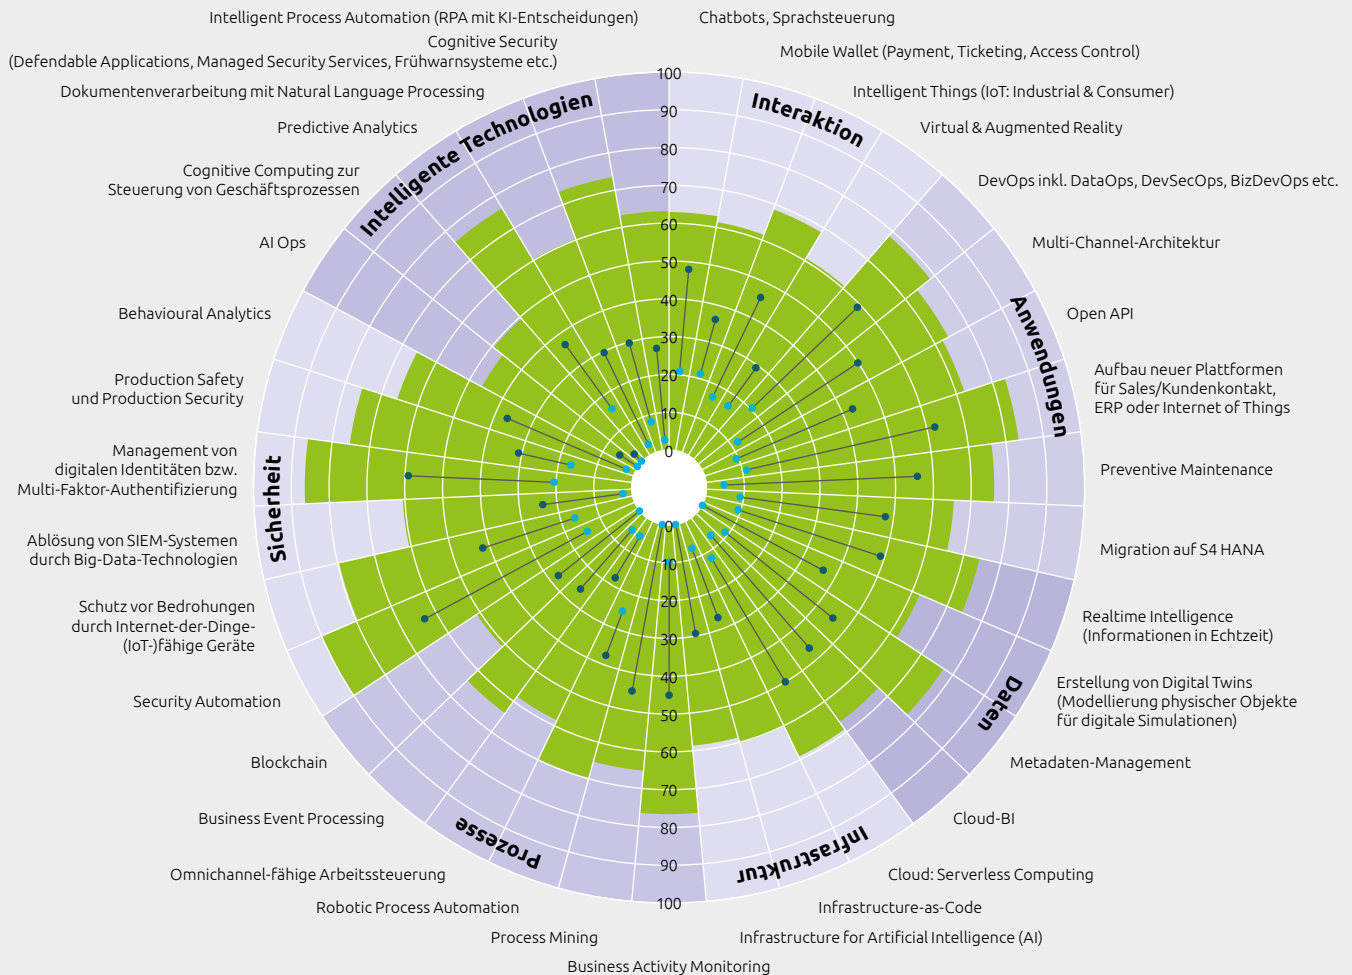 Intelligent Process Automation (RPA mit KI-Entscheidungen)
Chatbots, Sprachsteuerung
Cognitive Security
(Defendable Applications, Managed Security Services, Frühwarnsysteme etc.)
Mobile Wallet (Payment, Ticketing, Access Control)
Dokumentenverarbeitung mit Natural Language Processing
Intelligent Things (IoT: Industrial & Consumer)
Predictive Analytics
Virtual & Augmented Reality
Cognitive Computing zur
Steuerung von Geschäftsprozessen
DevOps inkl. DataOps, DevSecOps, BizDevOps etc.
AI Ops
Multi-Channel-Architektur
Behavioural Analytics
Open API
Production Safety
und Production Security
Aufbau neuer Plattformen
für Sales/Kundenkontakt,
ERP oder Internet of Things
Management von
digitalen Identitäten bzw.
Multi-Faktor-Authentifizierung
Preventive Maintenance
Ablösung von SIEM-Systemen
durch Big-Data-Technologien
Migration auf S4 HANA
Schutz vor Bedrohungen
durch Internet-der-Dinge-
(IoT-)fähige Geräte
Realtime Intelligence
(Informationen in Echtzeit)
Security Automation
Erstellung von Digital Twins
(Modellierung physischer Objekte
für digitale Simulationen)
Blockchain
Metadaten-Management
Business Event Processing
Cloud-BI
Omnichannel-fähige Arbeitssteuerung
Cloud: Serverless Computing
Robotic Process Automation
Infrastructure-as-Code
Process Mining
Infrastructure for Artificial Intelligence (AI)
Business Activity Monitoring
Intelligente Technologien
Interaktion
Anwendungen
Daten
Infrastruktur
Prozesse
Sicherheit
100
90
80
70
60
50
40
30
20
10
0
0
10
20
30
40
50
60
70
80
90
100